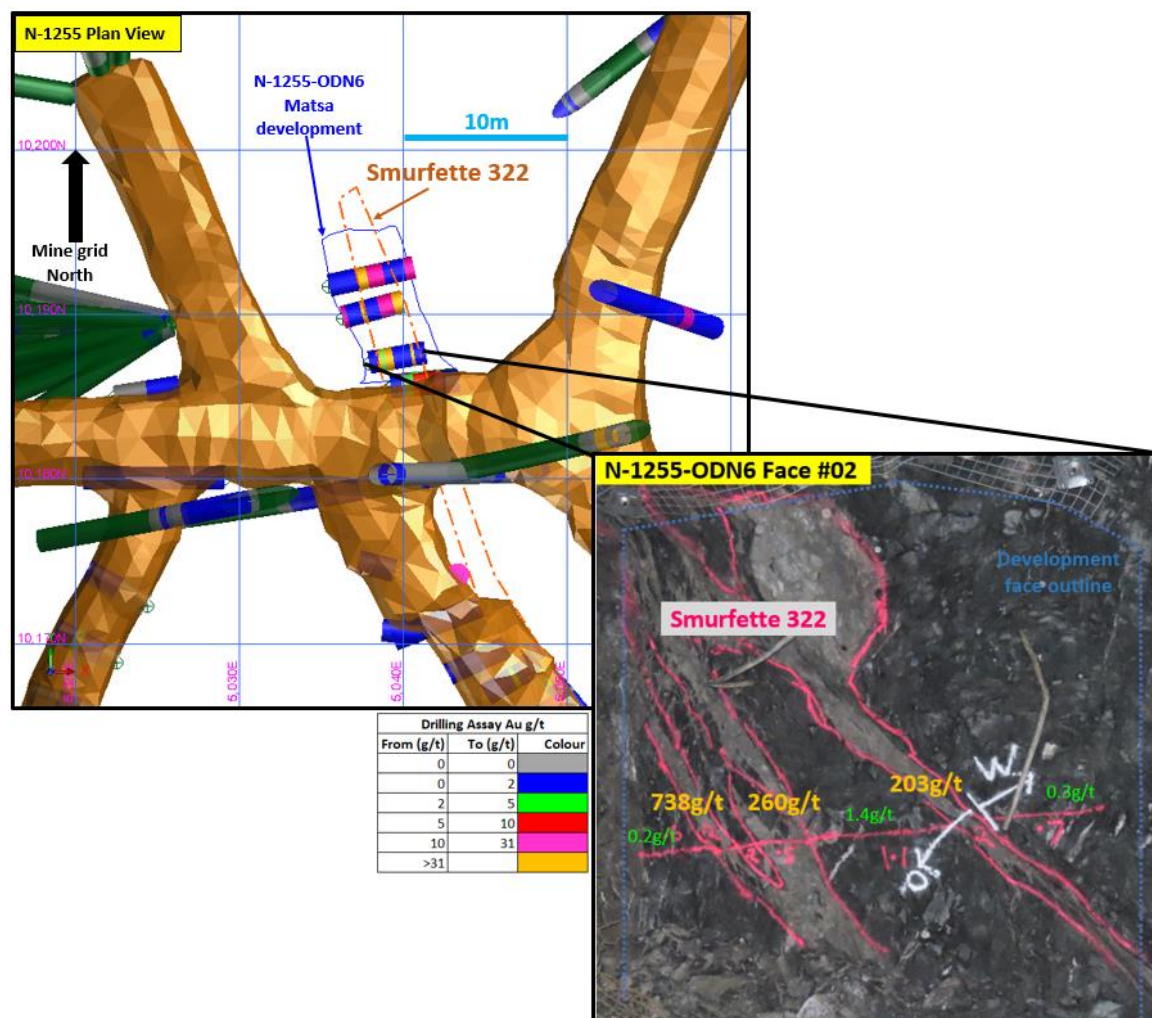 N-1255 Plan View
N-1255-ODN6
Matsa
development
10m
10,200N
Smurfette 322
Mine grid
North
10,190N
10,180N
10,170N
5,030E
5,040E
Drilling Assay Au g/t
From (g/t) To (g/t) Colour
0 0
0 2
2 5
5 10
10 31
>31
N-1255-ODN6 Face #02
Development
face outline
Smurfette 322
W
203g/t
738g/t 260g/t
0.3g/t
1.4g/t
0.2g/t
1.1